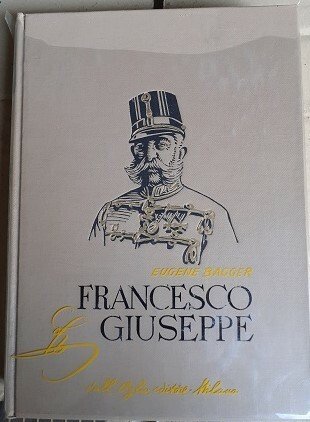 EUGENE BAGGER
FRANCESCO
GIUSEPPE
dall'Oglio, editore Milano